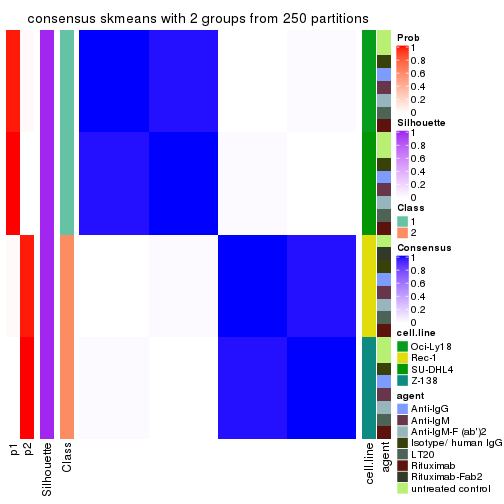 consensus skmeans with 2 groups from 250 partitions
Prob
1
0.8
0.6
0.4
0.2
0
Silhouette
1
0.8
0.6
0.4
0.2
0
Class
1
2
Consensus
1
0.8
0.6
0.4
0.2
0
cell.line
Oci-Ly18
Rec-1
SU-DHL4
Z-138
agent
Anti-IgG
Anti-IgM
Anti-IgM-F (ab')2
Isotype/ human IgG
LT20
Rituximab
Rituximab-Fab2
untreated control
p1
p2
Silhouette
Class
cell.line
agent